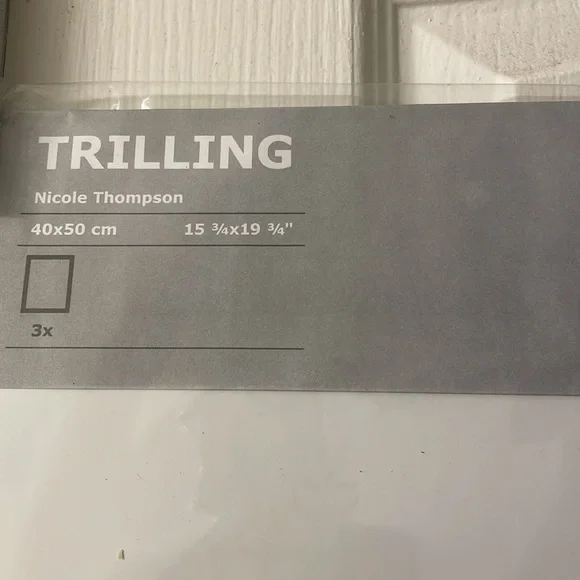 TRILLING
Nicole Thompson
40x50 cm 15 ¾x19 ¾"
3x